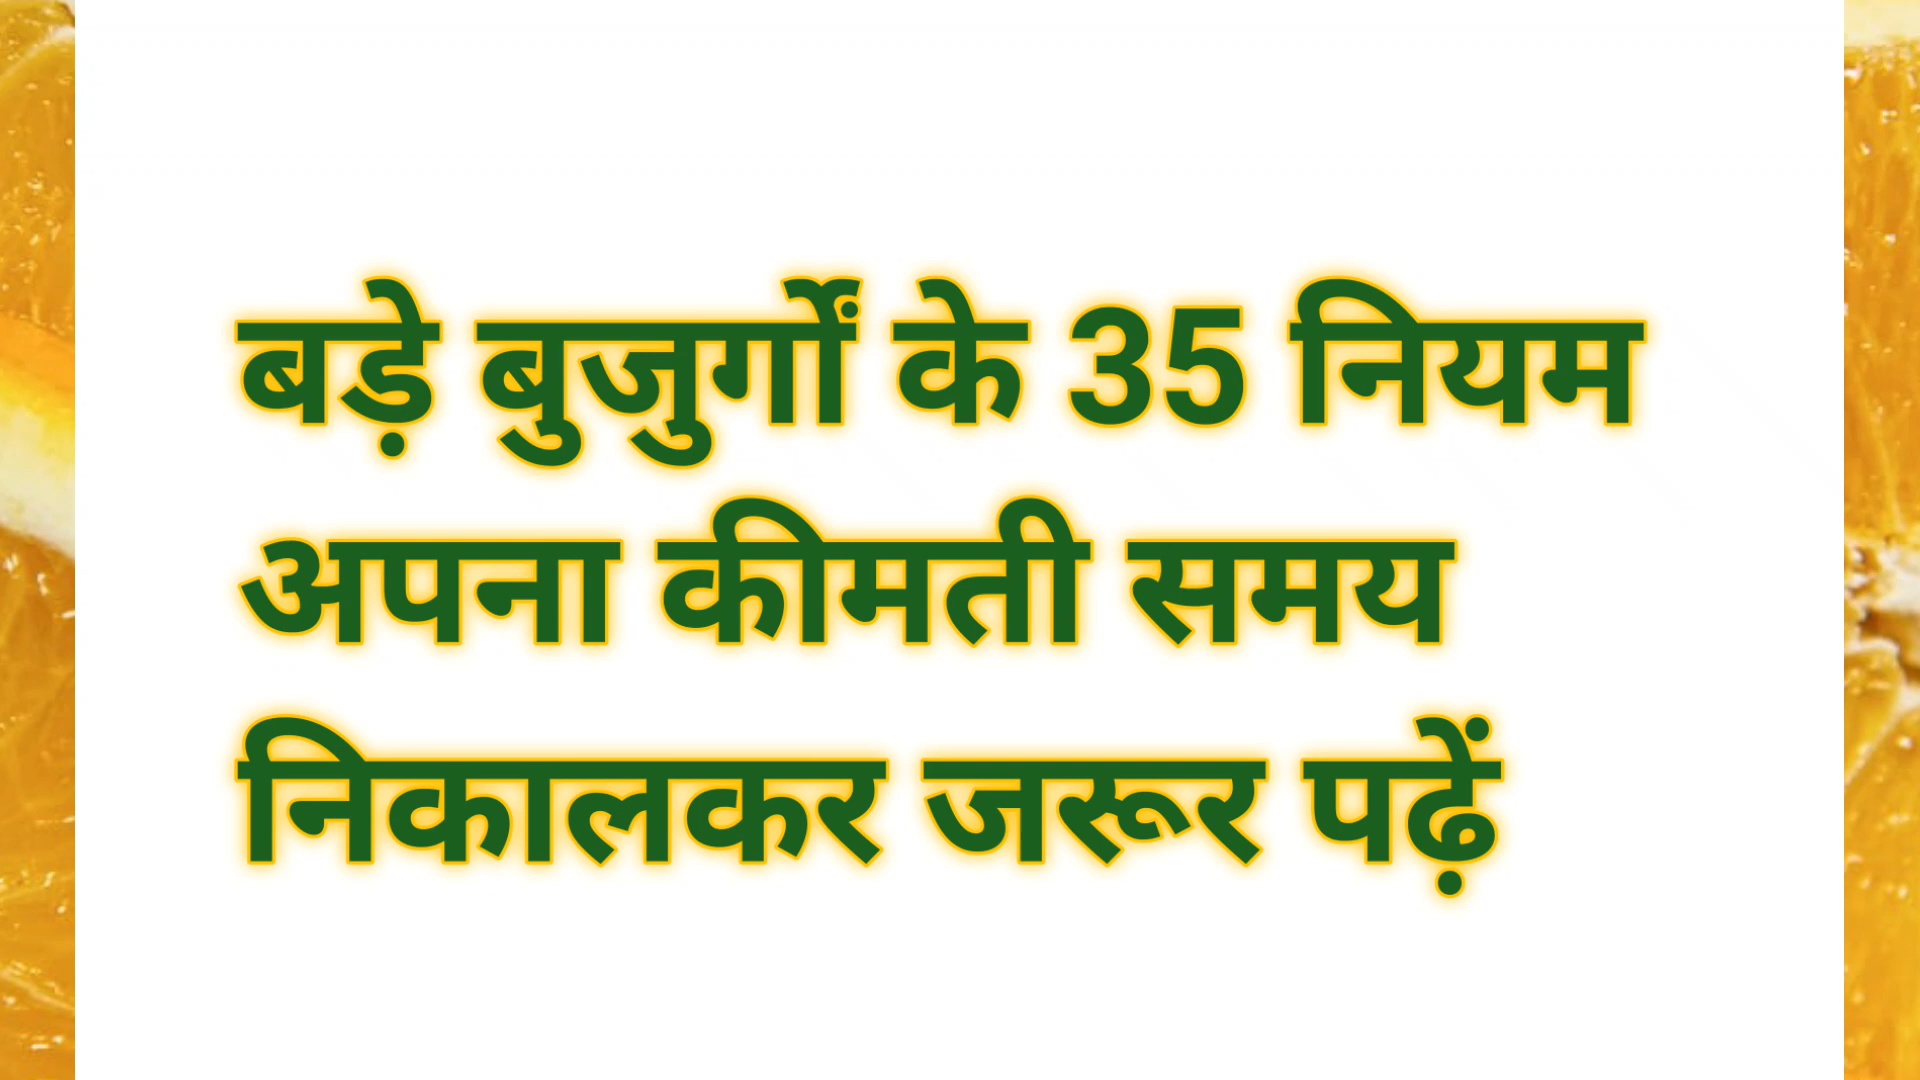 बड़े बुजुर्गों के 35 नियम
अपना कीमती समय
निकालकर जरूर पढ़ें